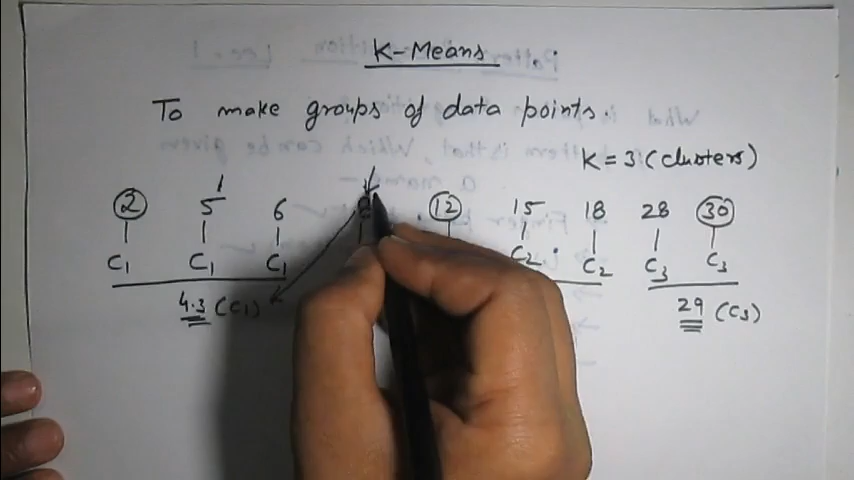 K-Means
To make groups of data points.
K = 3 (clusters)
2 5 6 12 15 18 28 30
C1 C1 C1 C2 C2 C3 C3
4.3 (C1) 29 (C3)